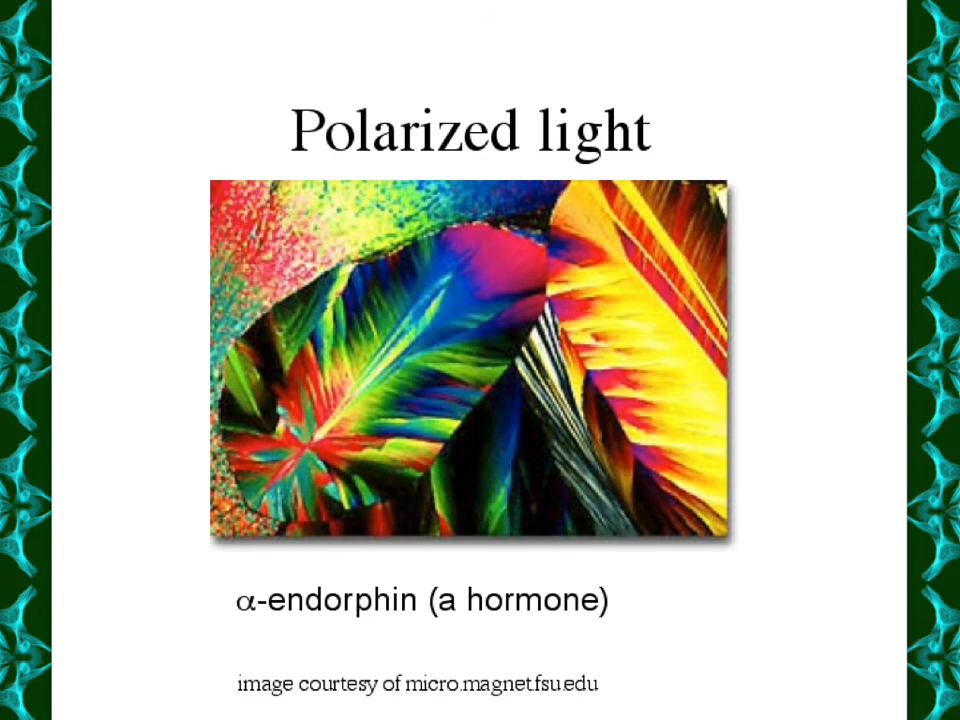 Polarized light
α-endorphin (a hormone)
image courtesy of micro.magnet.fsu.edu